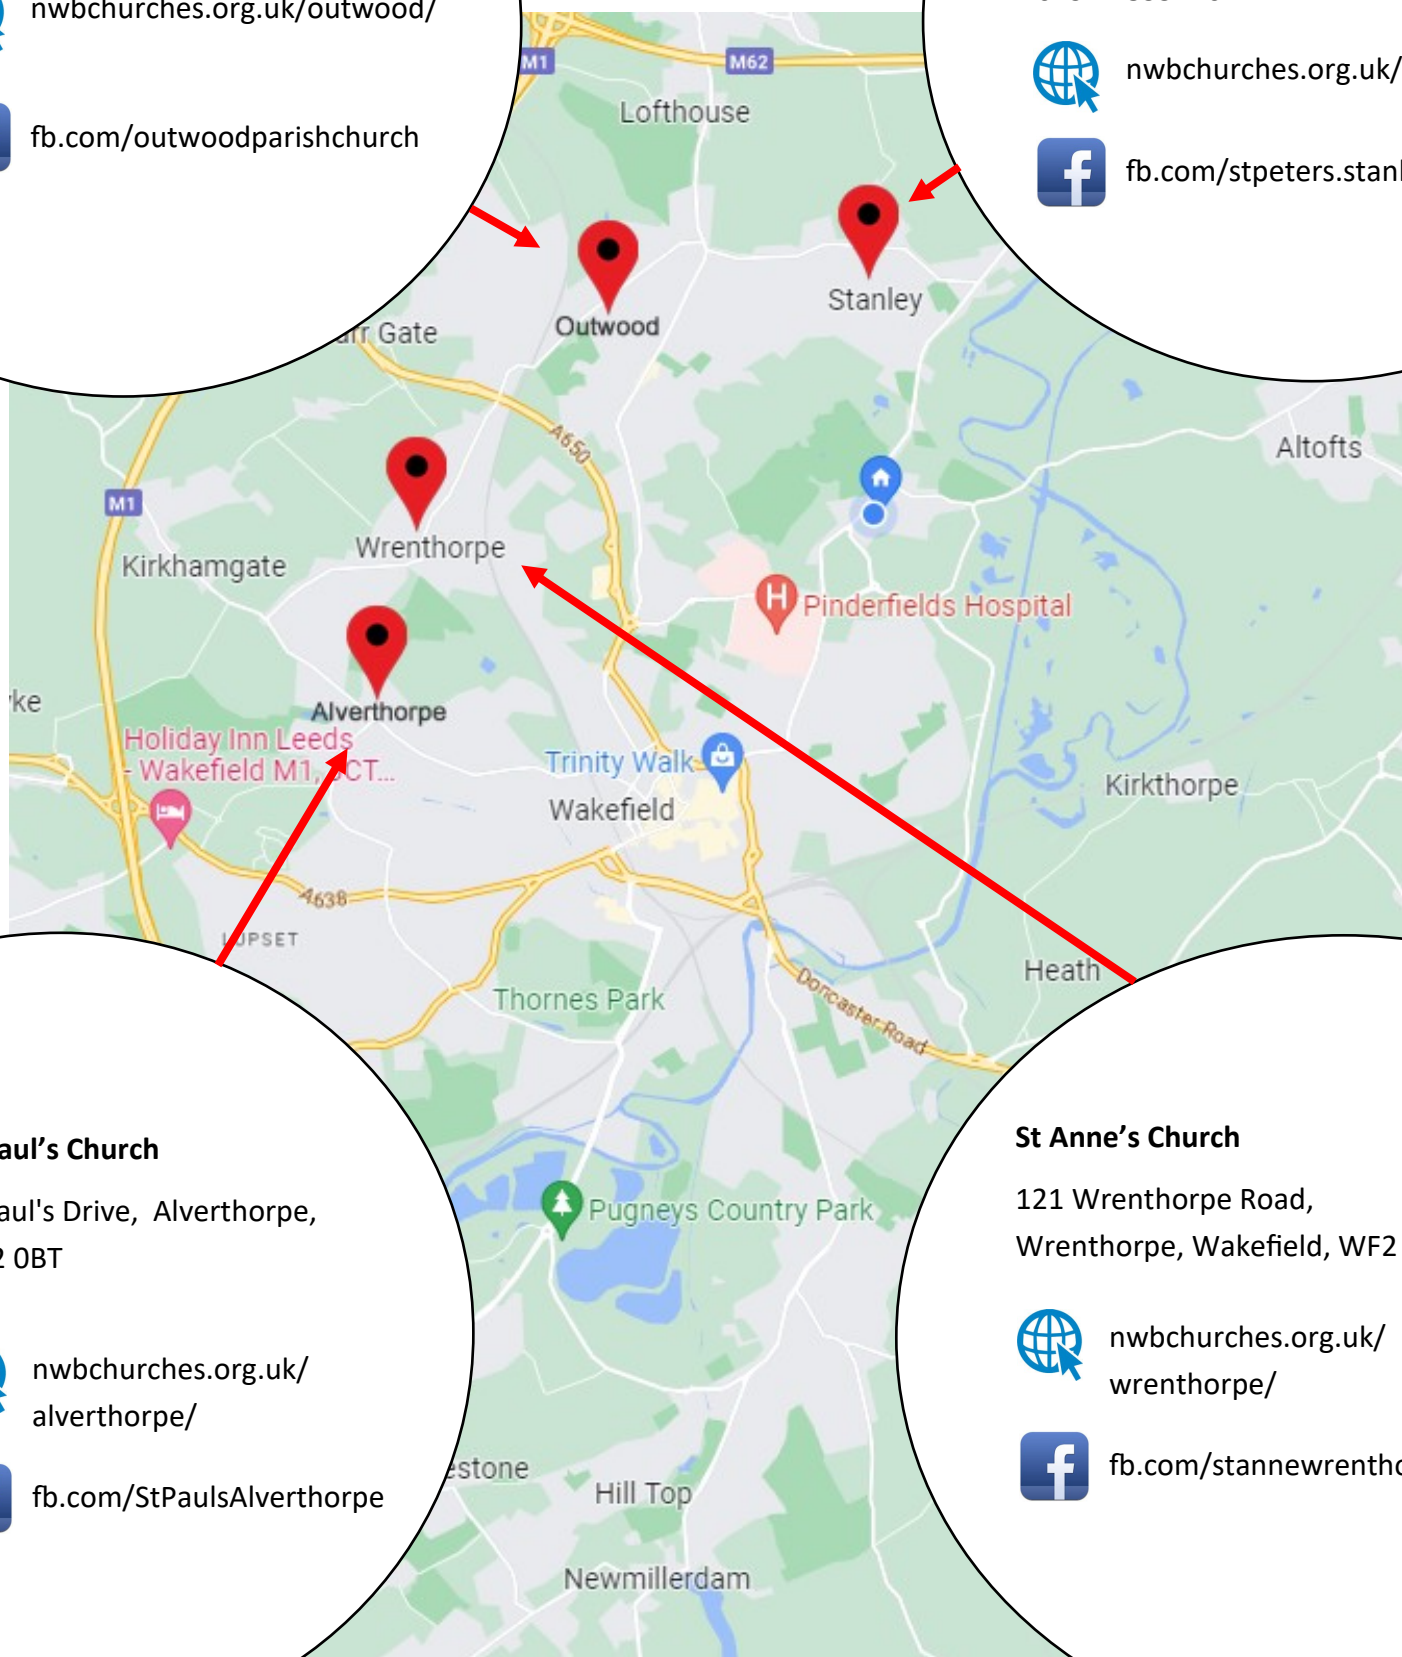 nwbchurches.org.uk/outwood/
fb.com/outwoodparishchurch
nwbchurches.org.uk/
fb.com/stpeters.stanl
M1
M62
Lofthouse
Stanley
Outwood
Gate
A650
Altofts
M1
Wrenthorpe
Kirkhamgate
Pinderfields Hospital
Alverthorpe
Holiday Inn Leeds
- Wakefield M1, JCT...
Trinity Walk
Wakefield
Kirkthorpe
A638
LUPSET
Heath
Thornes Park
Doncaster Road
aul's Church
aul's Drive, Alverthorpe,
2 0BT
nwbchurches.org.uk/
alverthorpe/
fb.com/StPaulsAlverthorpe
St Anne's Church
121 Wrenthorpe Road,
Wrenthorpe, Wakefield, WF2
nwbchurches.org.uk/
wrenthorpe/
fb.com/stannewrentho
Pugneys Country Park
estone
Hill Top
Newmillerdam